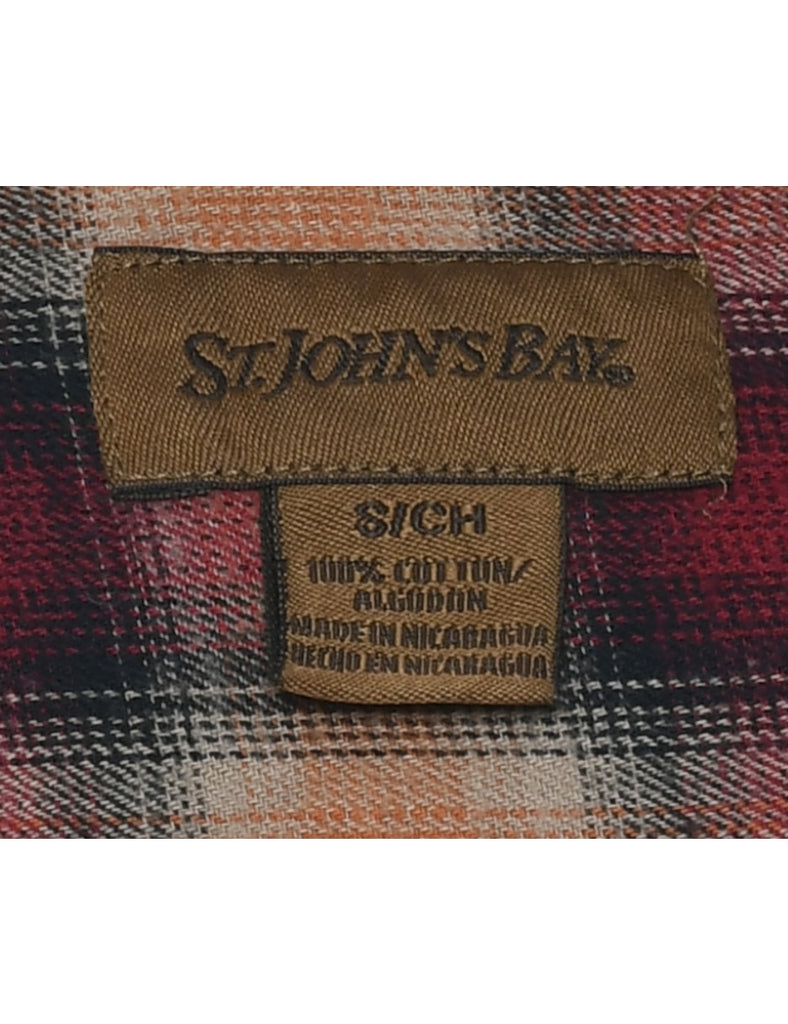 ST. JOHN'S BAY®
S/CH
100% COTTON/
ALGODON
MADE IN NICARAGUA
HECHO EN NICARAGUA